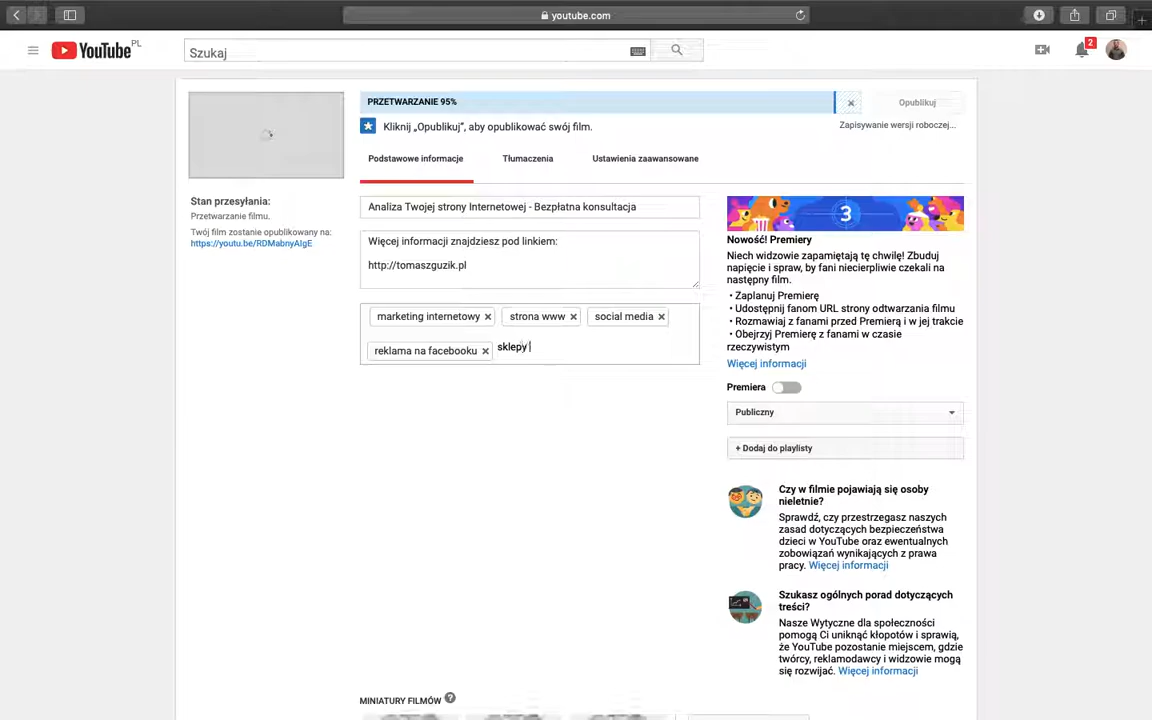 youtube.com
YouTube PL
Szukaj
2
PRZETWARZANIE 95%
Opublikuj
Kliknij „Opublikuj”, aby opublikować swój film.
Zapisywanie wersji roboczej...
Podstawowe informacje
Tłumaczenia
Ustawienia zaawansowane
Stan przesyłania:
Przetwarzanie filmu.
Twój film zostanie opublikowany na:
https://youtu.be/RDMabnyAIgE
Analiza Twojej strony Internetowej - Bezpłatna konsultacja
Więcej informacji znajdziesz pod linkiem:
http://tomaszguzik.pl
marketing internetowy
strona www
social media
reklama na facebooku
sklepy
3
Nowość! Premiery
Niech widzowie zapamiętają tę chwilę! Zbuduj
napięcie i spraw, by fani niecierpliwie czekali na
następny film.
• Zaplanuj Premierę
• Udostępnij fanom URL strony odtwarzania filmu
• Rozmawiaj z fanami przed Premierą i w jej trakcie
• Obejrzyj Premierę z fanami w czasie
rzeczywistym
Więcej informacji
Premiera
Publiczny
+ Dodaj do playlisty
Czy w filmie pojawiają się osoby
nieletnie?
Sprawdź, czy przestrzegasz naszych
zasad dotyczących bezpieczeństwa
dzieci w YouTube oraz ewentualnych
zobowiązań wynikających z prawa
pracy. Więcej informacji
Szukasz ogólnych porad dotyczących
treści?
Nasze Wytyczne dla społeczności
pomogą Ci uniknąć kłopotów i sprawią,
że YouTube pozostanie miejscem, gdzie
twórcy, reklamodawcy i widzowie mogą
się rozwijać. Więcej informacji
MINIATURY FILMÓW ?